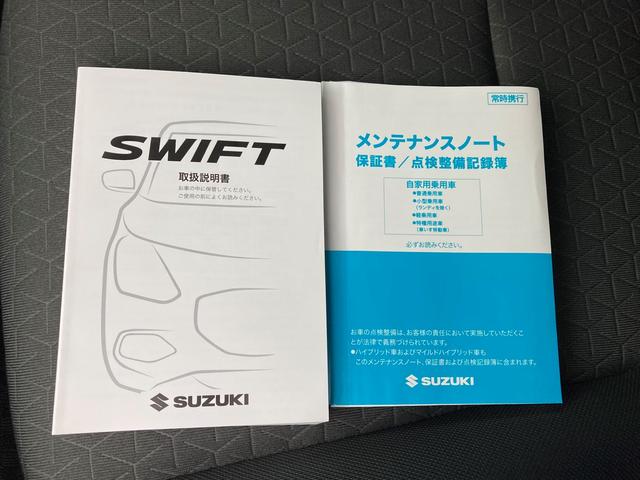 SWIFT
取扱説明書
お車の中に保管してください。
ご使用の前によくお読みください。
SUZUKI
常時携行
メンテナンスノート
保証書／点検整備記録簿
自家用乗用車
●普通乗用車
●小型乗用車
（ランディを除く）
●軽乗用車
●特種用途車
（車いす移動車）
必ずお読みください。
お車の点検整備は、お客様の責任において実施していただくこ
とが法律で義務づけられています。
●ハイブリッド車およびマイルドハイブリッド車も
このメンテナンスノート、保証書および点検記録簿に含まれます。
SUZUKI